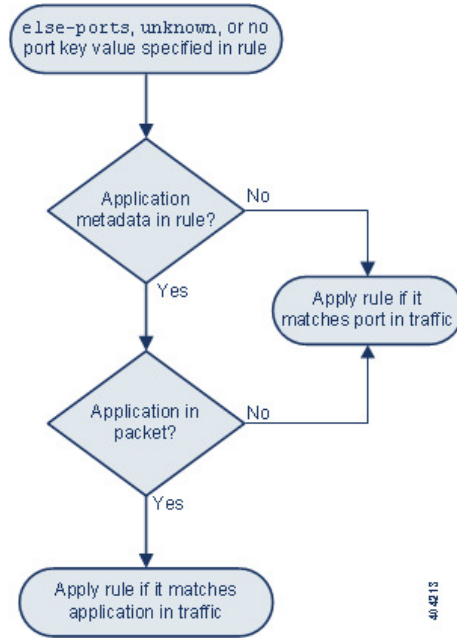 else-ports, unknown, or no
port key value specified in rule
Application
metadata in rule?
No
Yes
Apply rule if it
matches port in traffic
Application in
packet?
No
Yes
Apply rule if it matches
application in traffic
404213